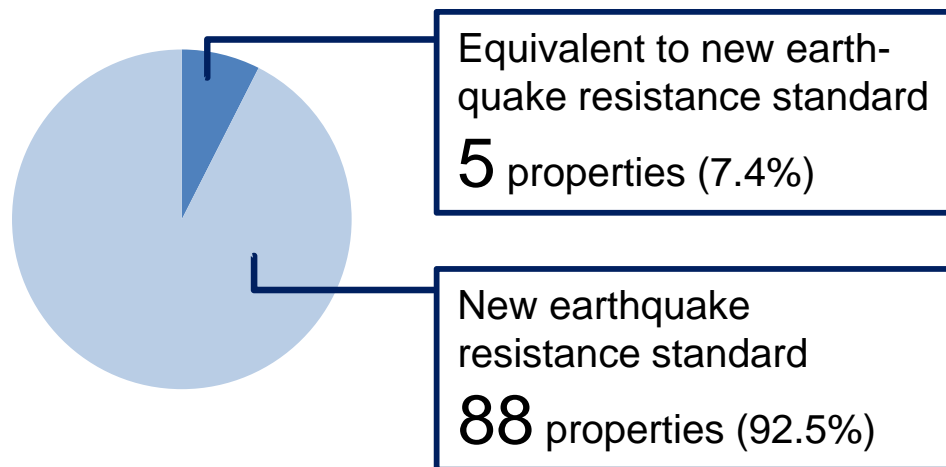 Equivalent to new earth-
quake resistance standard
5 properties (7.4%)
New earthquake
resistance standard
88 properties (92.5%)